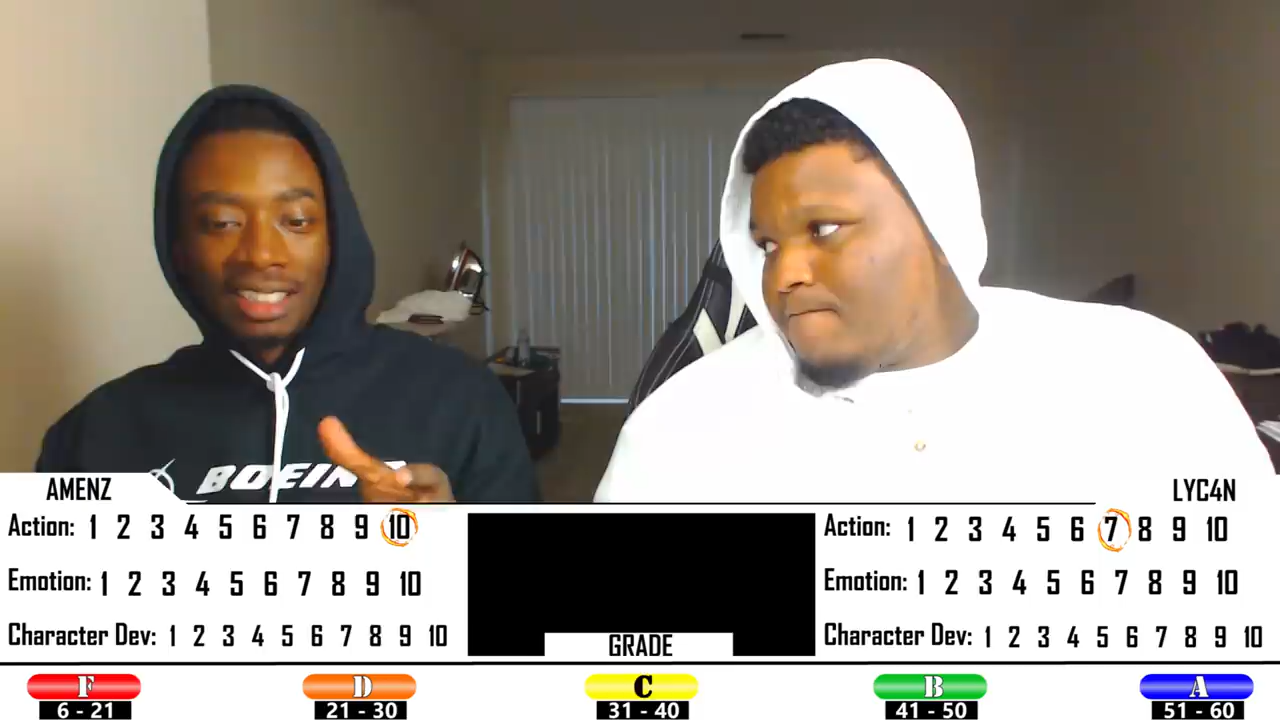 BOEIN
AMENZ
LYC4N
Action: 1 2 3 4 5 6 7 8 9 10
Action: 1 2 3 4 5 6 7 8 9 10
Emotion: 1 2 3 4 5 6 7 8 9 10
Emotion: 1 2 3 4 5 6 7 8 9 10
Character Dev: 1 2 3 4 5 6 7 8 9 10
Character Dev: 1 2 3 4 5 6 7 8 9 10
GRADE
F D C B A
6 - 21 21 - 30 31 - 40 41 - 50 51 - 60